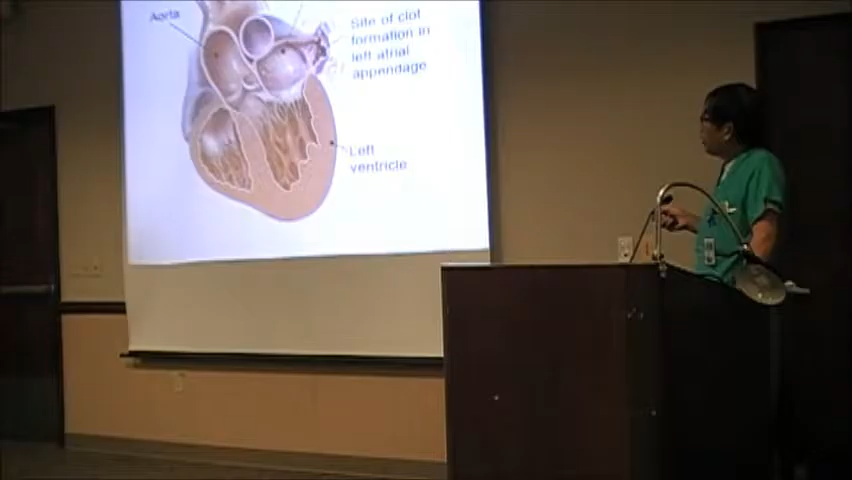 Aorta
Site of clot
formation in
left atrial
appendage
Left
ventricle